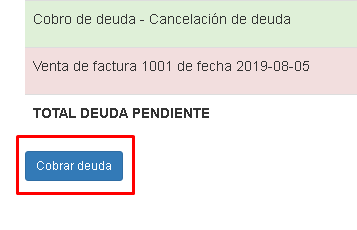 Cobro de deuda - Cancelación de deuda
Venta de factura 1001 de fecha 2019-08-05
TOTAL DEUDA PENDIENTE
Cobrar deuda